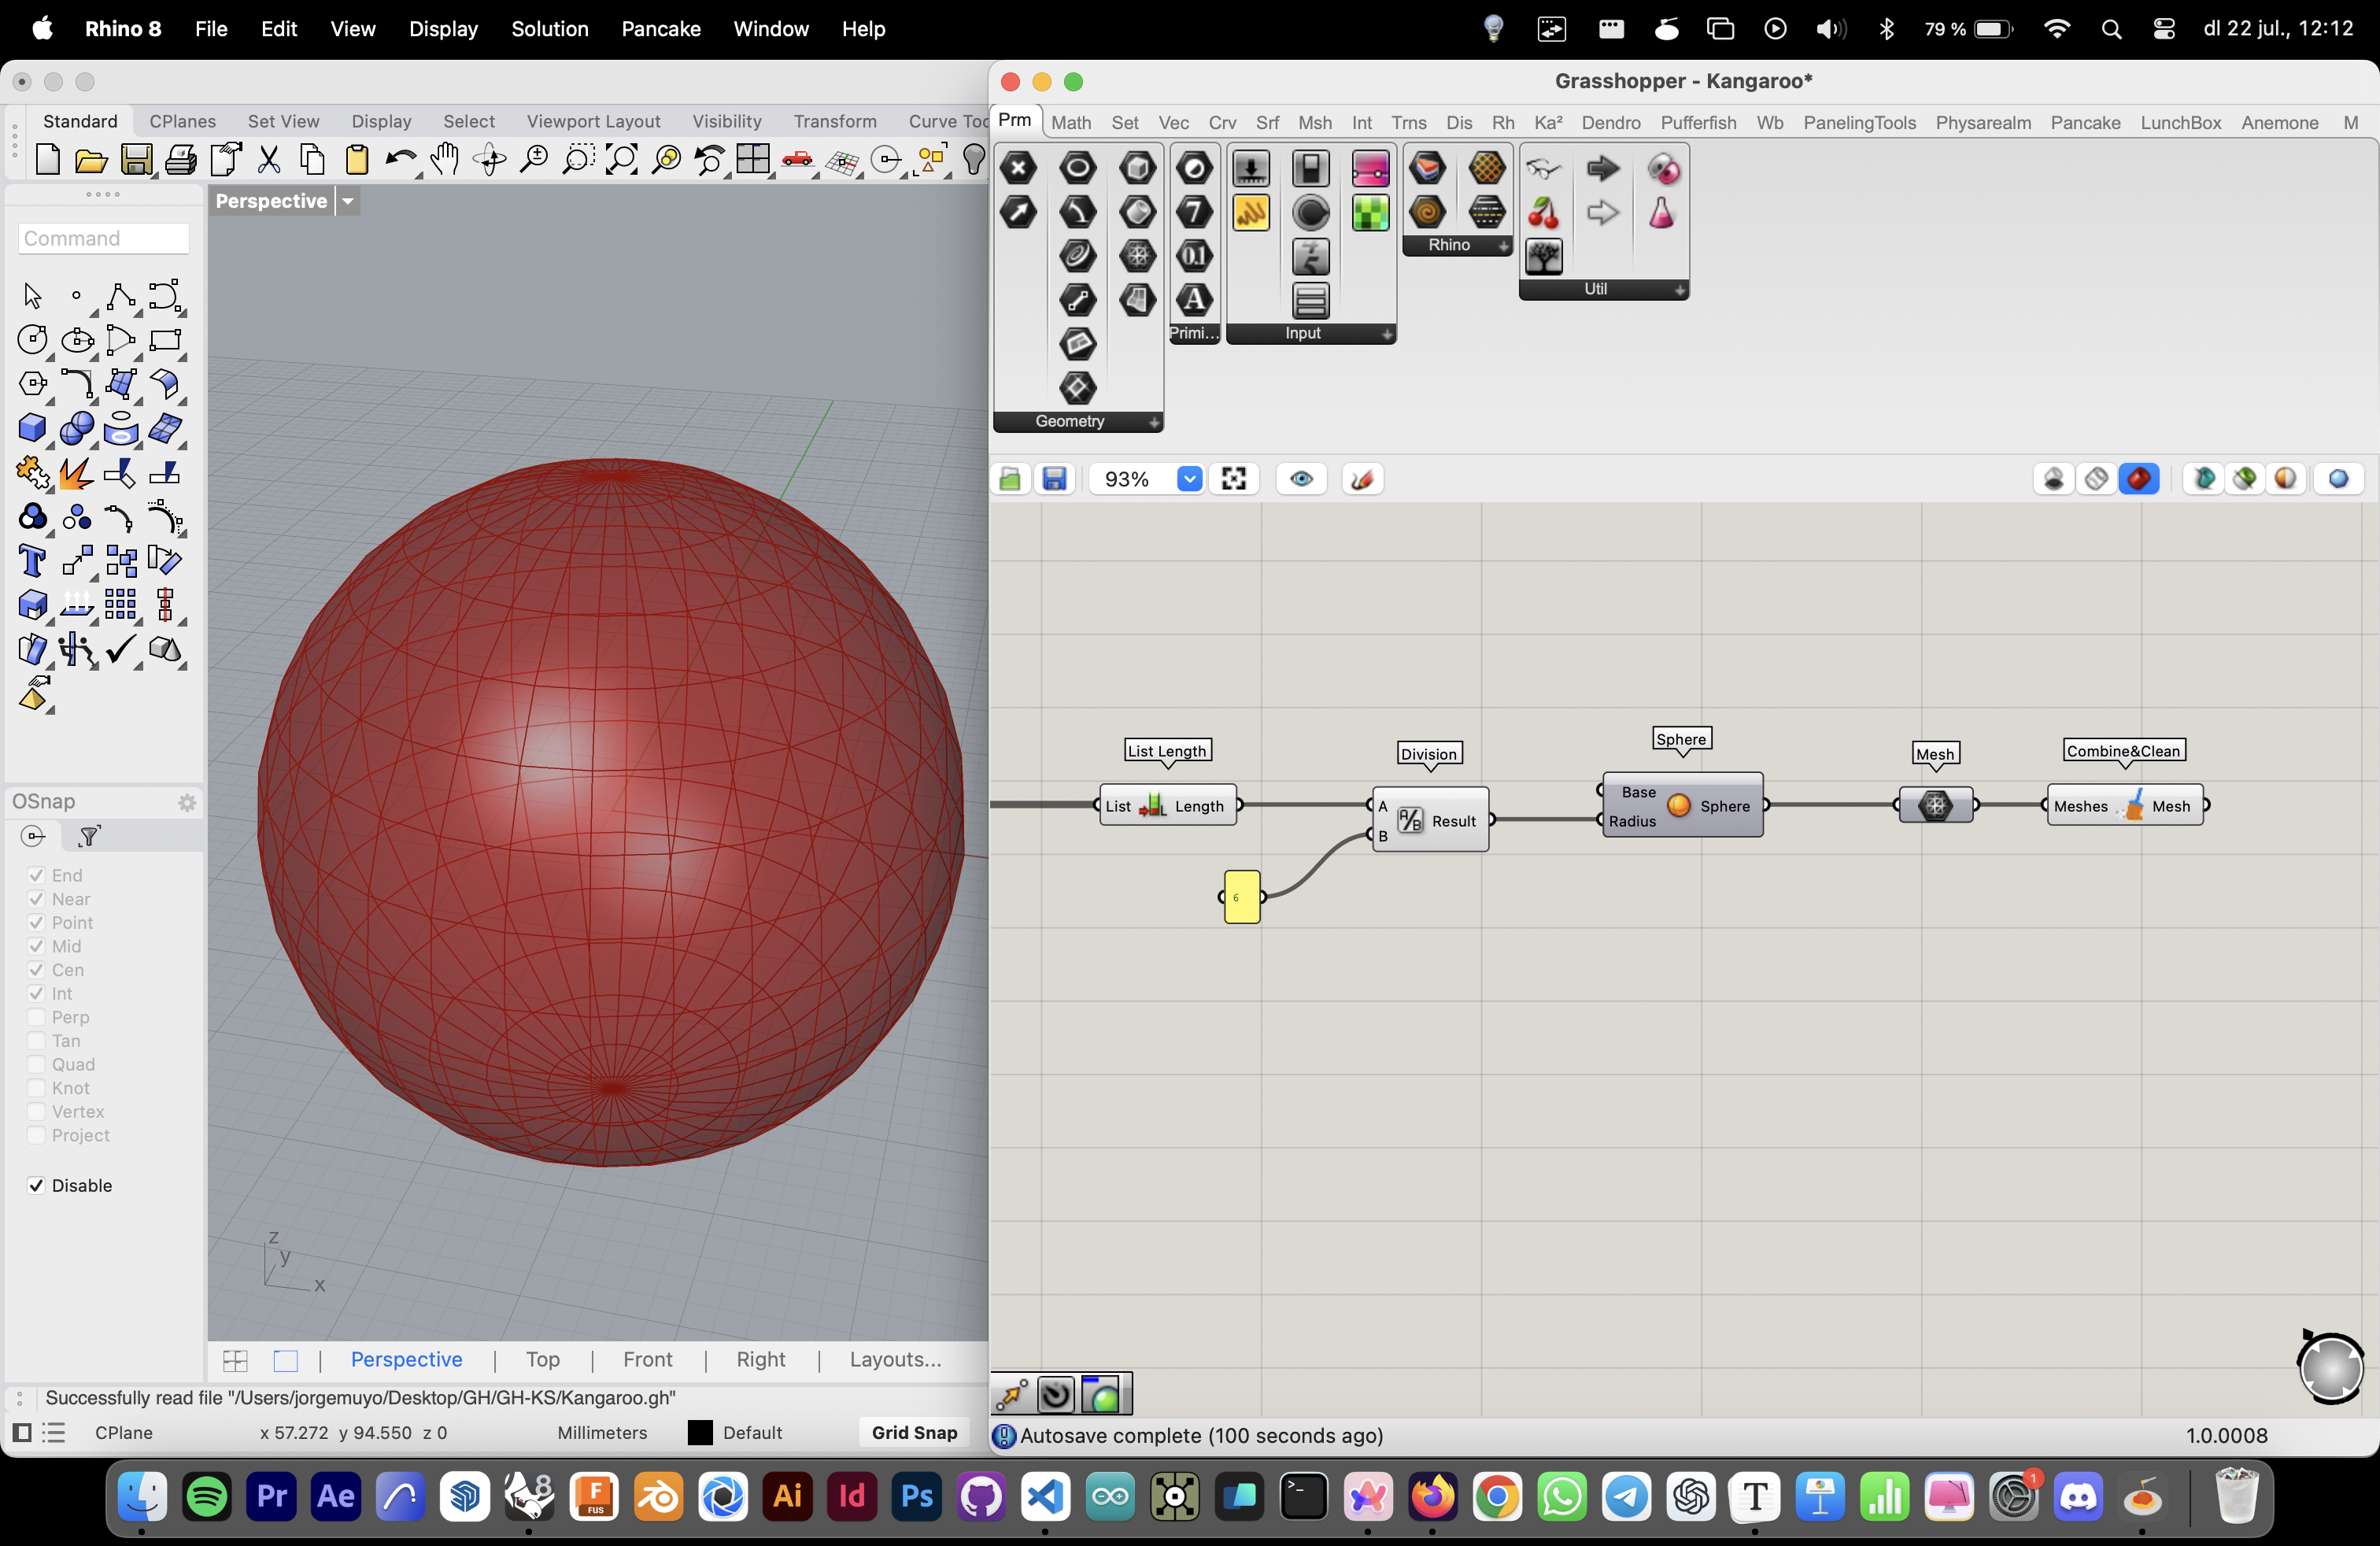 Rhino 8 File Edit View Display Solution Pancake Window Help 79 % dl 22 jul., 12:12
Grasshopper - Kangaroo*
Standard CPlanes Set View Display Select Viewport Layout Visibility Transform Curve Too
Prm Math Set Vec Crv Srf Msh Int Trns Dis Rh Ka² Dendro Pufferfish Wb PanelingTools Physarealm Pancake LunchBox Anemone M
Perspective
Command
7
0.1
A
Rhino
Util
Primi...
Input
Geometry
93%
List Length
Division
Sphere
Mesh
Combine&Clean
List Length
A
B
A/B
Result
Base
Radius
Sphere
Meshes Mesh
6
OSnap
End
Near
Point
Mid
Cen
Int
Perp
Tan
Quad
Knot
Vertex
Project
Disable
z
y
x
Perspective | Top | Front | Right | Layouts...
Successfully read file "/Users/jorgemuyo/Desktop/GH/GH-KS/Kangaroo.gh"
CPlane x 57.272 y 94.550 z 0 Millimeters Default Grid Snap
Autosave complete (100 seconds ago) 1.0.0008
Pr Ae 8 F FUS Ai Id Ps >_ T 1